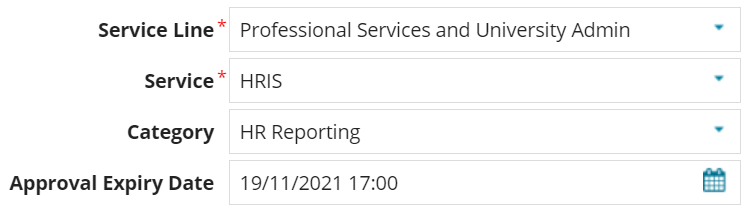 Service Line* Professional Services and University Admin
Service* HRIS
Category HR Reporting
Approval Expiry Date 19/11/2021 17:00